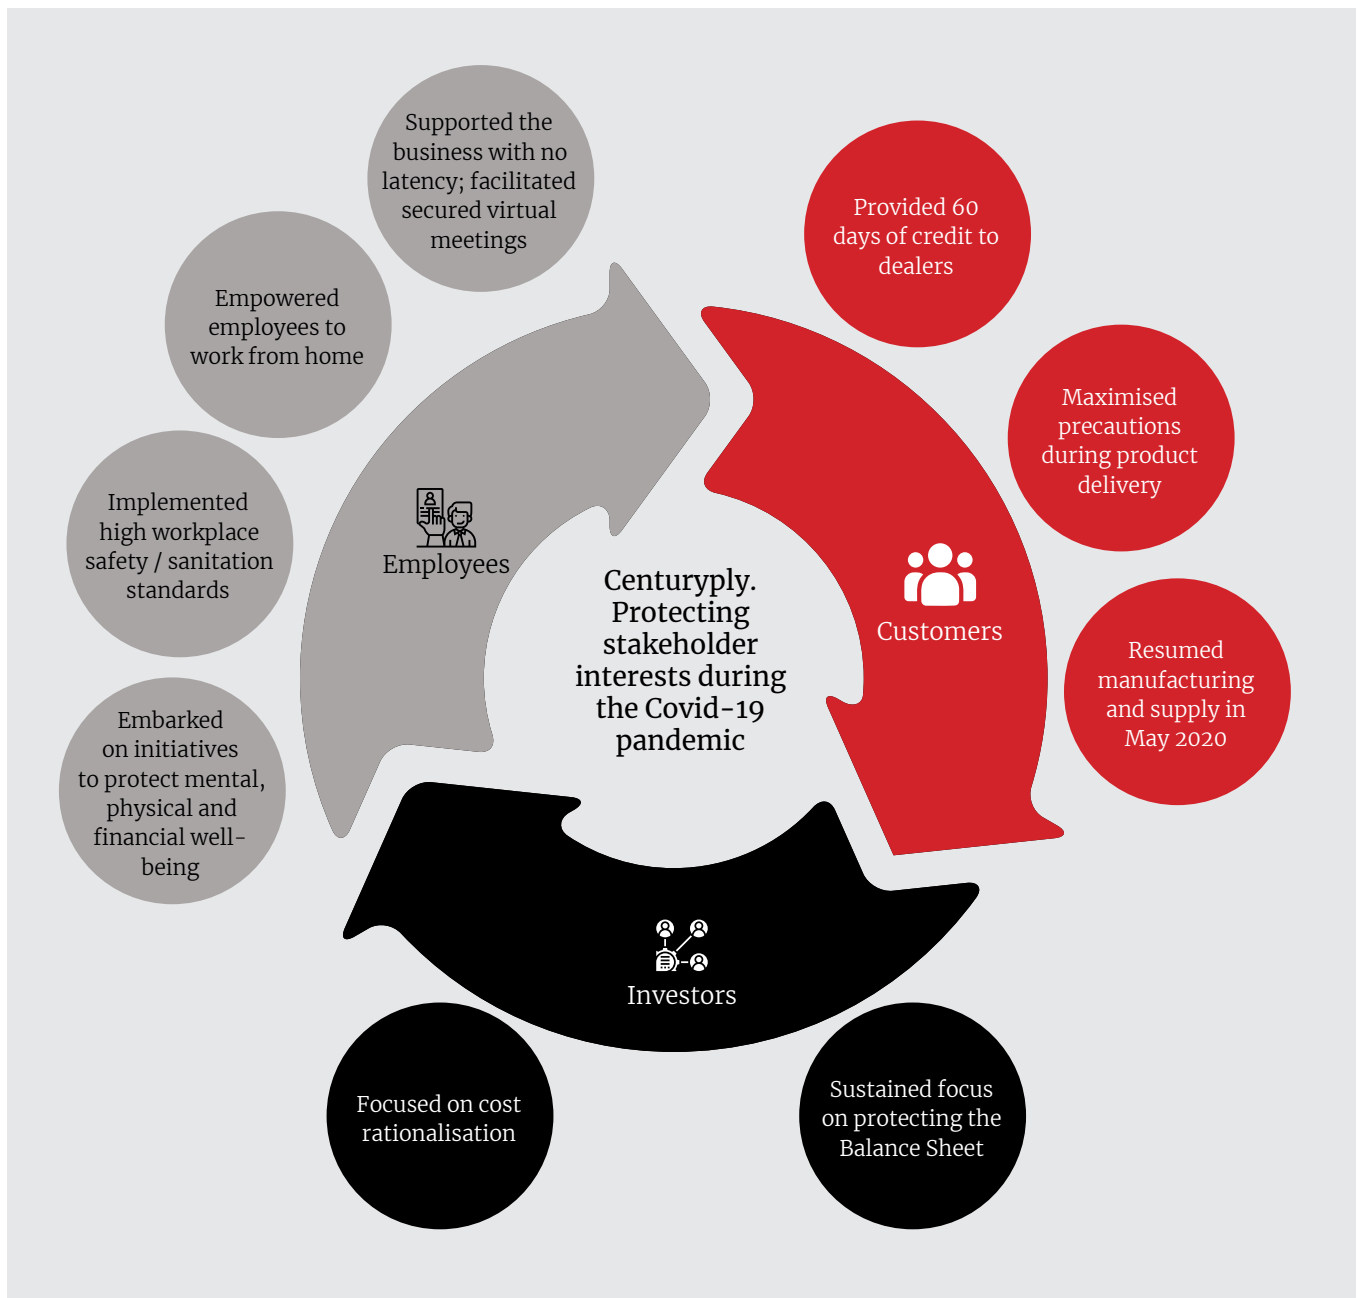 Supported the
business with no
latency; facilitated
secured virtual
meetings
Empowered
employees to
work from home
Implemented
high workplace
safety / sanitation
standards
Embarked
on initiatives
to protect mental,
physical and
financial well-
being
Employees
Provided 60
days of credit to
dealers
Maximised
precautions
during product
delivery
Resumed
manufacturing
and supply in
May 2020
Customers
Centuryply.
Protecting
stakeholder
interests during
the Covid-19
pandemic
Investors
Focused on cost
rationalisation
Sustained focus
on protecting the
Balance Sheet